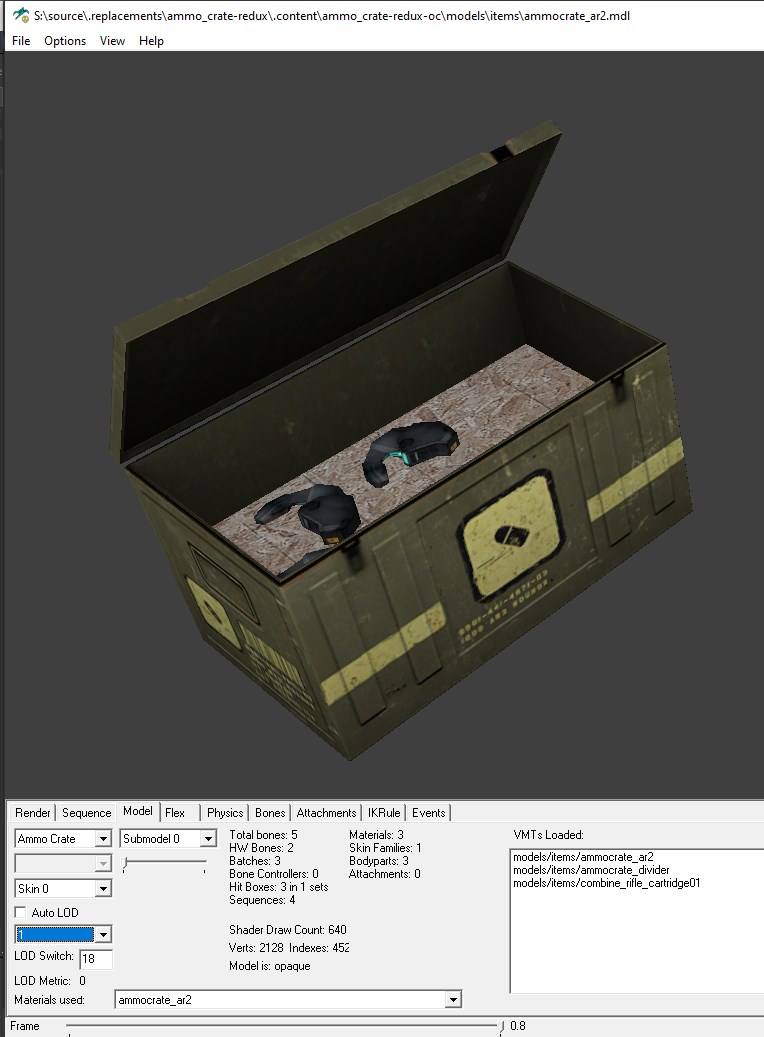 S:\source\.replacements\ammo_crate-redux\.content\ammo_crate-redux-oc\models\items\ammocrate_ar2.mdl
File Options View Help
Render Sequence Model Flex Physics Bones Attachments IKRule Events
Ammo Crate
Submodel 0
Skin 0
Auto LOD
1
LOD Switch: 18
LOD Metric: 0
Materials used: ammocrate_ar2
Total bones: 5
HW Bones: 2
Batches: 3
Bone Controllers: 0
Hit Boxes: 3 in 1 sets
Sequences: 4
Shader Draw Count: 640
Verts: 2128 Indexes: 452
Model is: opaque
Materials: 3
Skin Families: 1
Bodyparts: 3
Attachments: 0
VMTs Loaded:
models/items/ammocrate_ar2
models/items/ammocrate_divider
models/items/combine_rifle_cartridge01
Frame 0.8